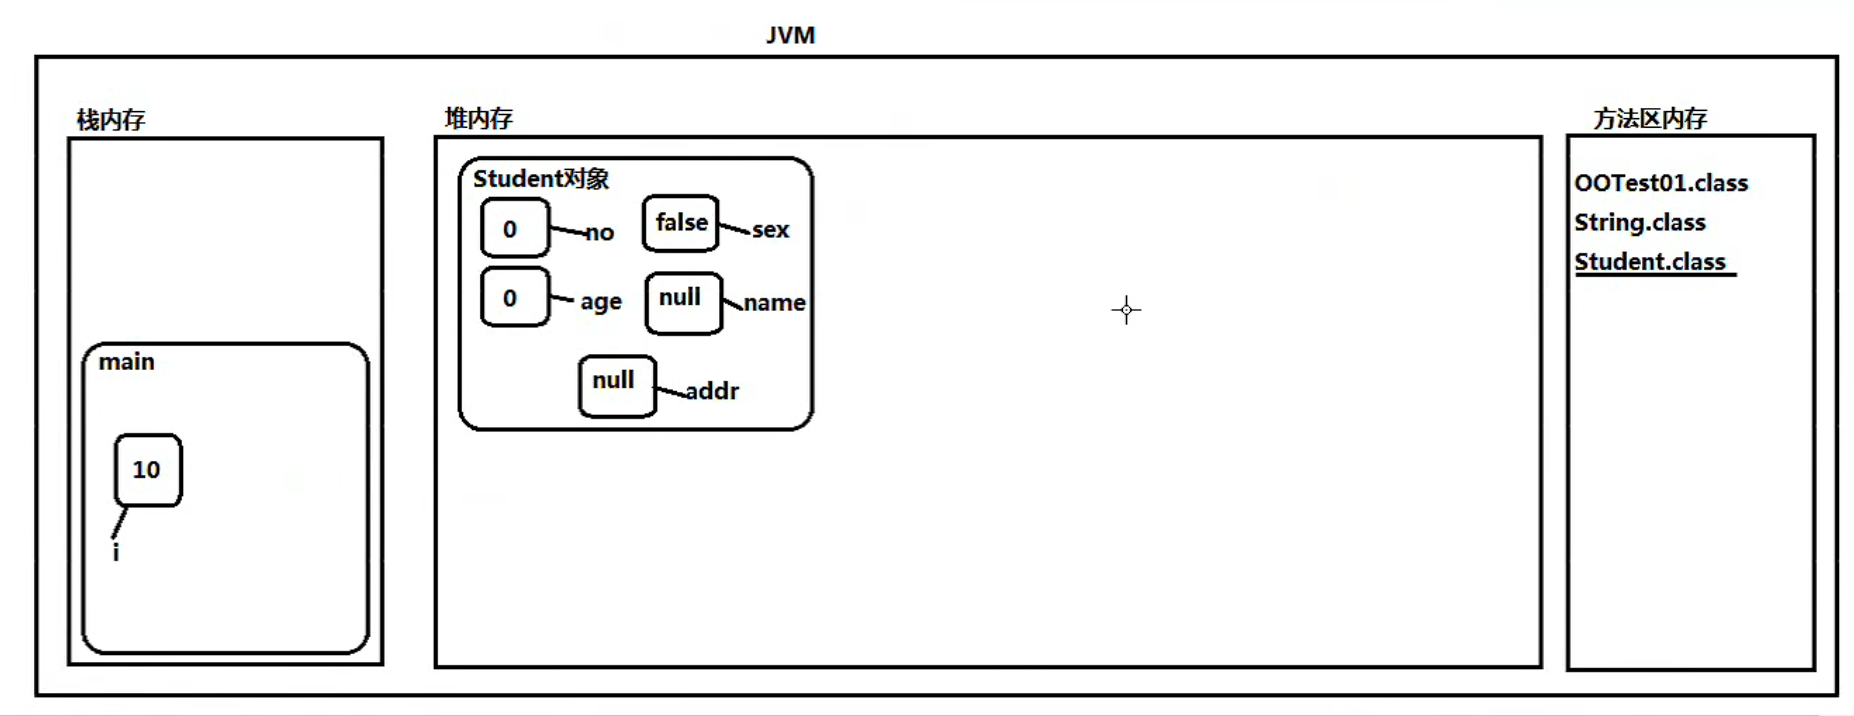 JVM
栈内存
main
10
i
堆内存
Student对象
0
no
false
sex
0
age
null
name
null
addr
方法区内存
OOTest01.class
String.class
Student.class